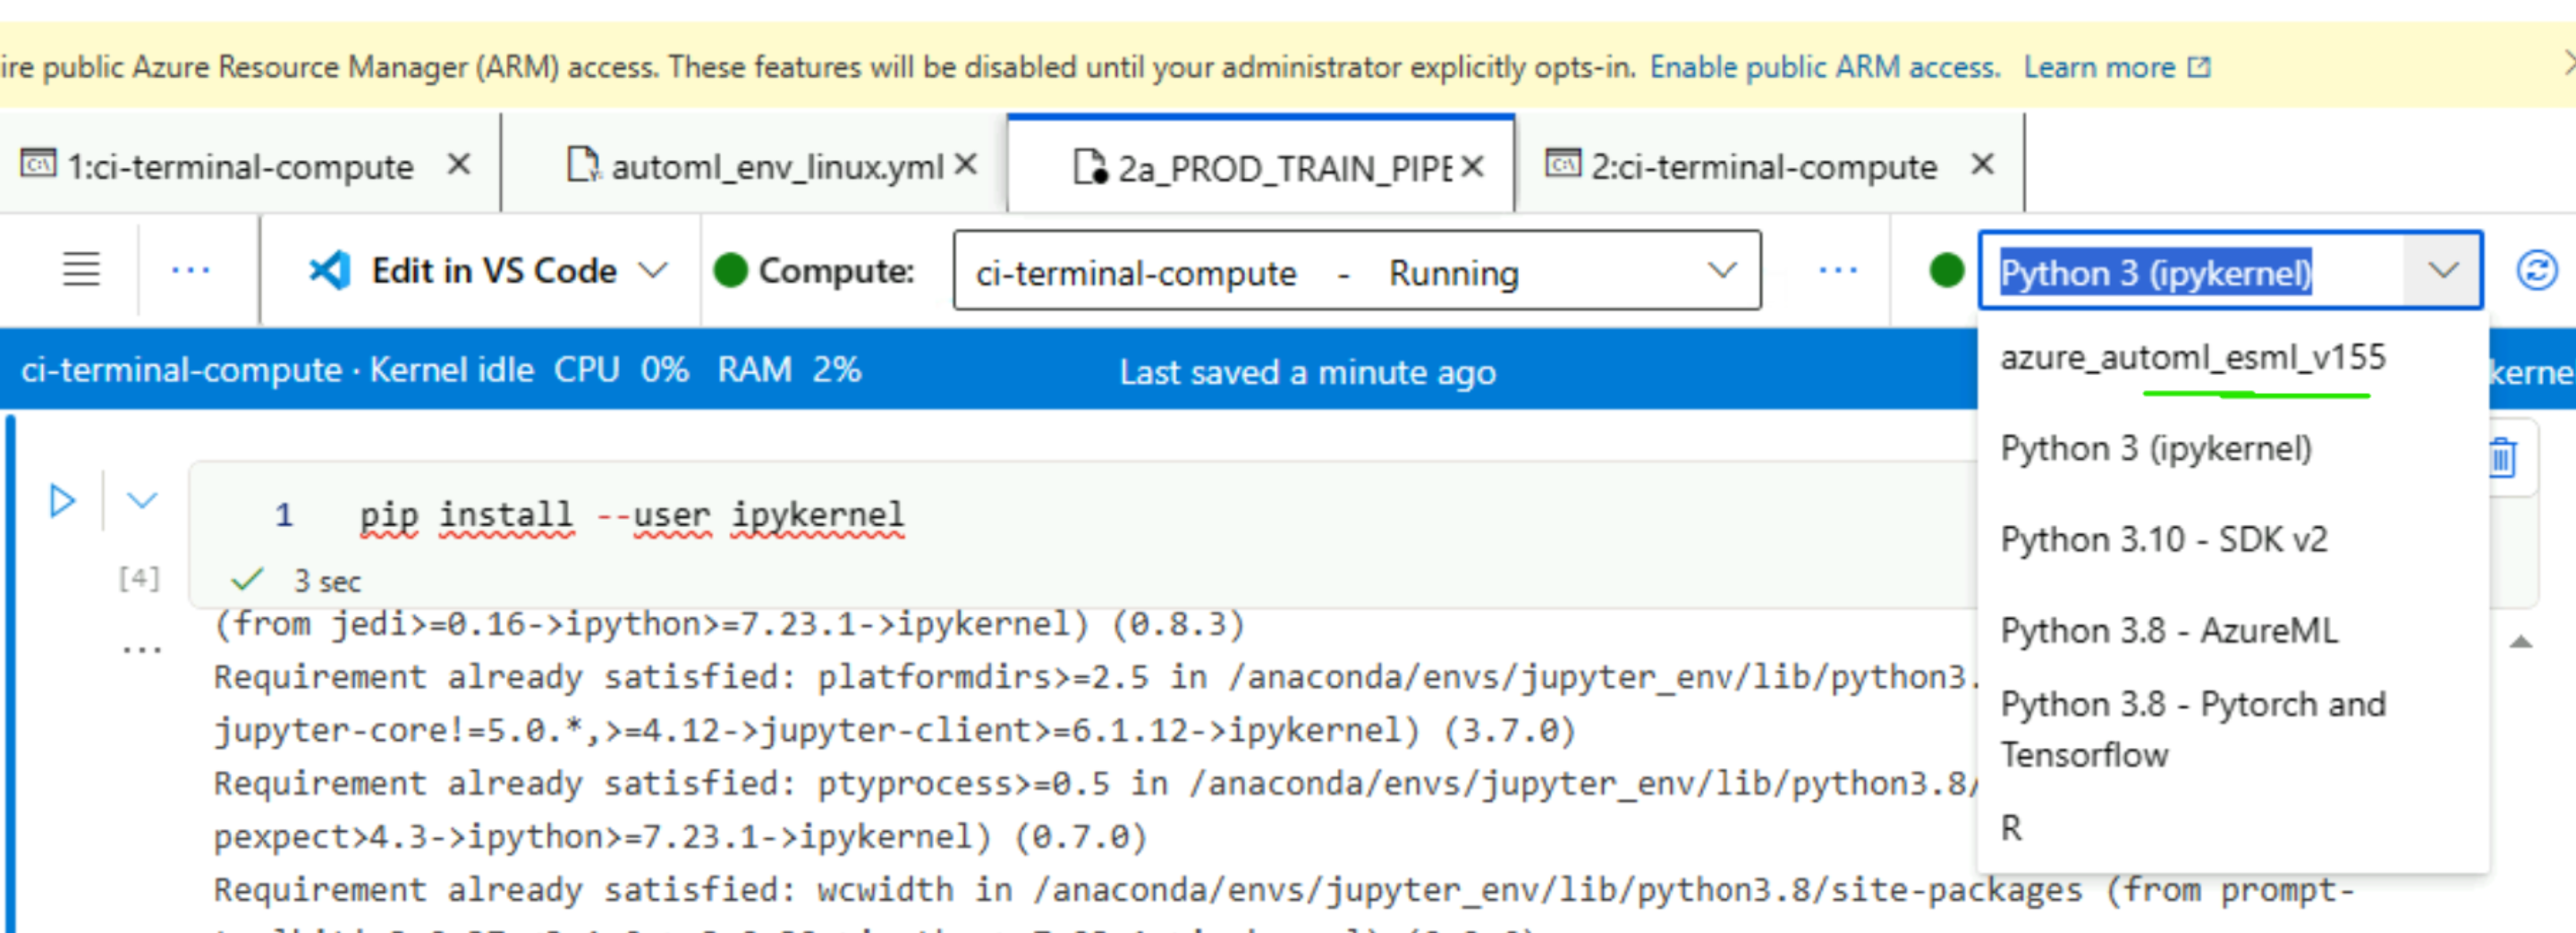 ire public Azure Resource Manager (ARM) access. These features will be disabled until your administrator explicitly opts-in. Enable public ARM access. Learn more
1:ci-terminal-compute
automl_env_linux.yml
2a_PROD_TRAIN_PIPE
2:ci-terminal-compute
Edit in VS Code
Compute:
ci-terminal-compute - Running
Python 3 (ipykernel)
ci-terminal-compute · Kernel idle CPU 0% RAM 2%
Last saved a minute ago
kerne
azure_automl_esml_v155
Python 3 (ipykernel)
Python 3.10 - SDK v2
Python 3.8 - AzureML
Python 3.8 - Pytorch and
Tensorflow
R
1 pip install --user ipykernel
[4]
3 sec
(from jedi>=0.16->ipython>=7.23.1->ipykernel) (0.8.3)
Requirement already satisfied: platformdirs>=2.5 in /anaconda/envs/jupyter_env/lib/python3.
jupyter-core!=5.0.*,>=4.12->jupyter-client>=6.1.12->ipykernel) (3.7.0)
Requirement already satisfied: ptyprocess>=0.5 in /anaconda/envs/jupyter_env/lib/python3.8/
pexpect>4.3->ipython>=7.23.1->ipykernel) (0.7.0)
Requirement already satisfied: wcwidth in /anaconda/envs/jupyter_env/lib/python3.8/site-packages (from prompt-